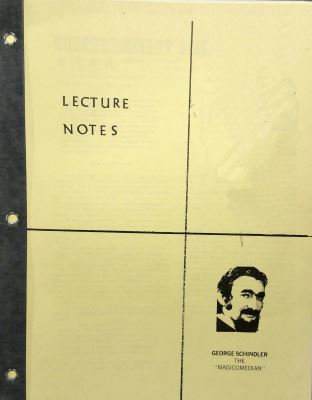 LECTURE
NOTES
GEORGE SCHINDLER
THE
"MAGICOMEDIAN"